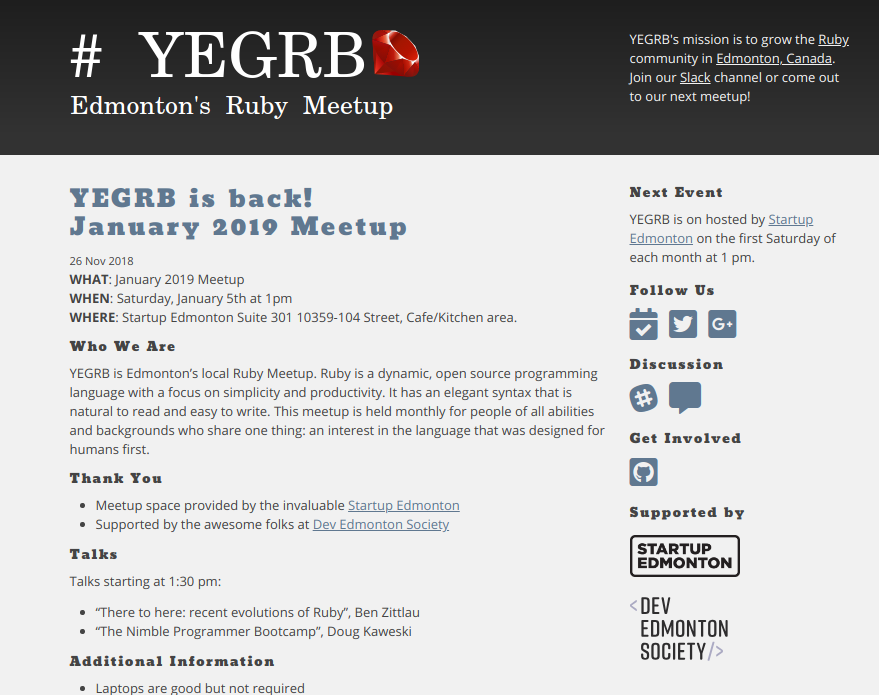 # YEGRB
Edmonton's Ruby Meetup
YEGRB's mission is to grow the Ruby
community in Edmonton, Canada.
Join our Slack channel or come out
to our next meetup!
YEGRB is back!
January 2019 Meetup
26 Nov 2018
WHAT: January 2019 Meetup
WHEN: Saturday, January 5th at 1pm
WHERE: Startup Edmonton Suite 301 10359-104 Street, Cafe/Kitchen area.
Who We Are
YEGRB is Edmonton’s local Ruby Meetup. Ruby is a dynamic, open source programming
language with a focus on simplicity and productivity. It has an elegant syntax that is
natural to read and easy to write. This meetup is held monthly for people of all abilities
and backgrounds who share one thing: an interest in the language that was designed for
humans first.
Thank You
• Meetup space provided by the invaluable Startup Edmonton
• Supported by the awesome folks at Dev Edmonton Society
Talks
Talks starting at 1:30 pm:
• “There to here: recent evolutions of Ruby”, Ben Zittlau
• “The Nimble Programmer Bootcamp”, Doug Kaweski
Additional Information
• Laptops are good but not required
Next Event
YEGRB is on hosted by Startup
Edmonton on the first Saturday of
each month at 1 pm.
Follow Us
G+
Discussion
Get Involved
Supported by
STARTUP
EDMONTON
<DEV
EDMONTON
SOCIETY/>